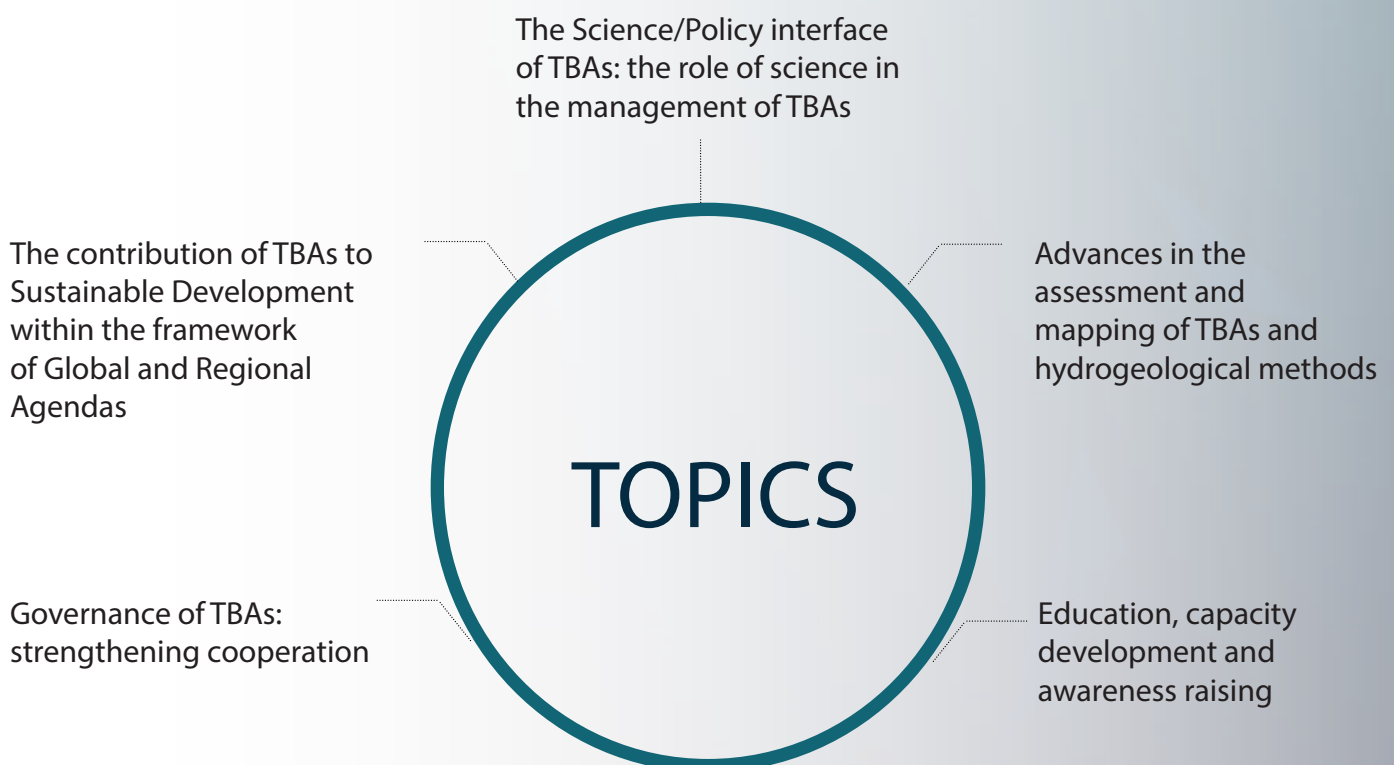 The Science/Policy interface
of TBAs: the role of science in
the management of TBAs
The contribution of TBAs to
Sustainable Development
within the framework
of Global and Regional
Agendas
Advances in the
assessment and
mapping of TBAs and
hydrogeological methods
TOPICS
Governance of TBAs:
strengthening cooperation
Education, capacity
development and
awareness raising